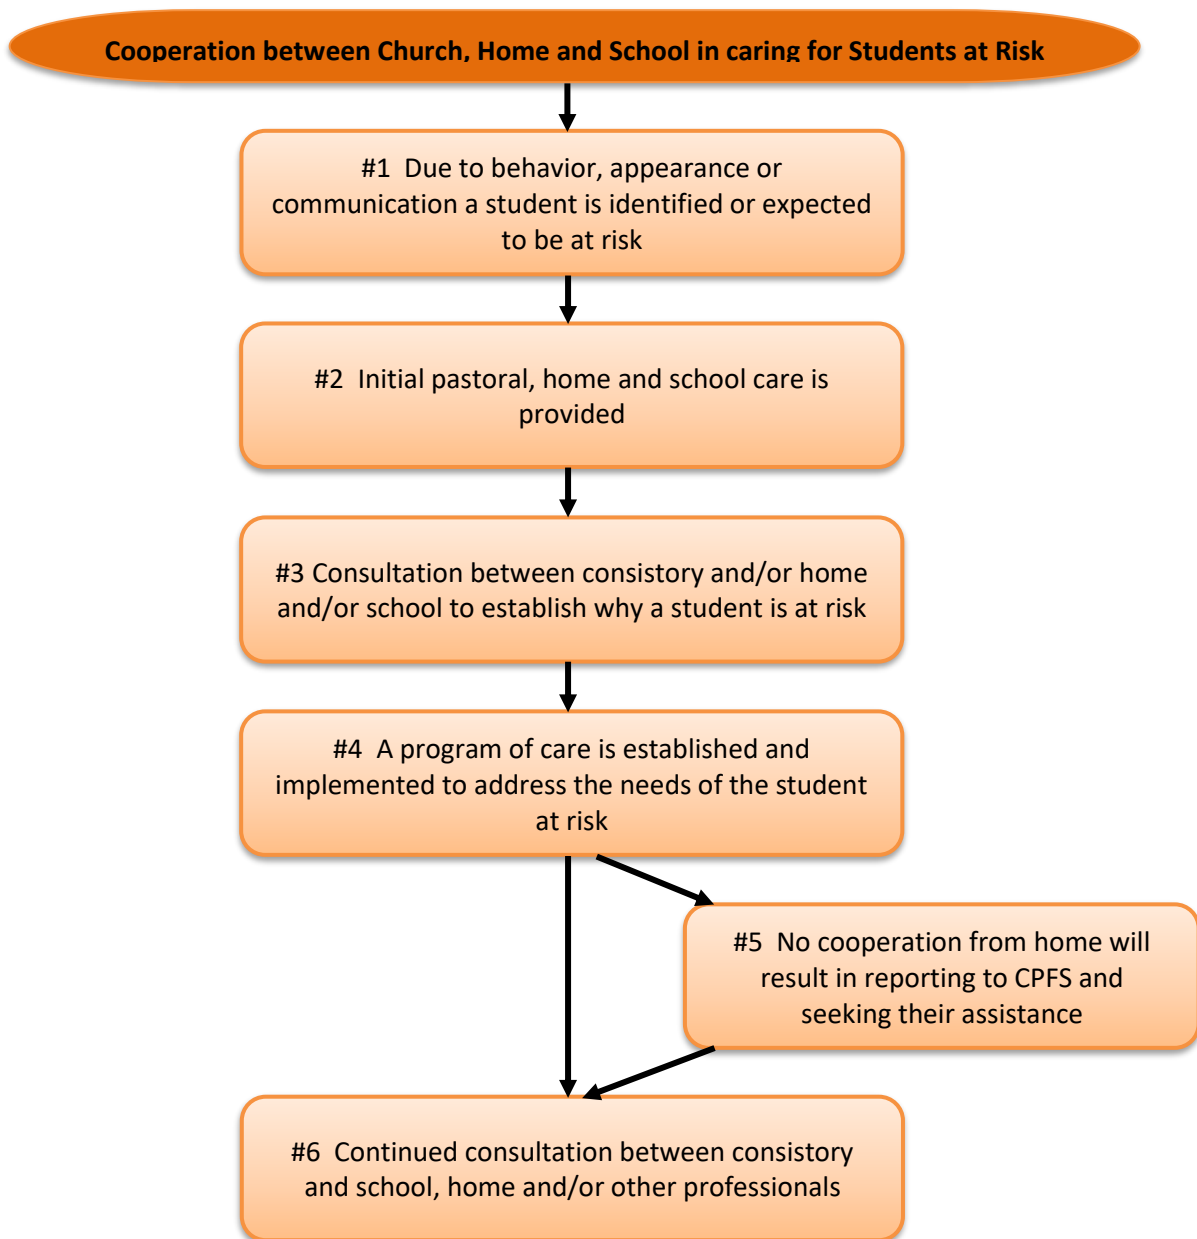 Cooperation between Church, Home and School in caring for Students at Risk
#1 Due to behavior, appearance or
communication a student is identified or expected
to be at risk
#2 Initial pastoral, home and school care is
provided
#3 Consultation between consistory and/or home
and/or school to establish why a student is at risk
#4 A program of care is established and
implemented to address the needs of the student
at risk
#5 No cooperation from home will
result in reporting to CPFS and
seeking their assistance
#6 Continued consultation between consistory
and school, home and/or other professionals